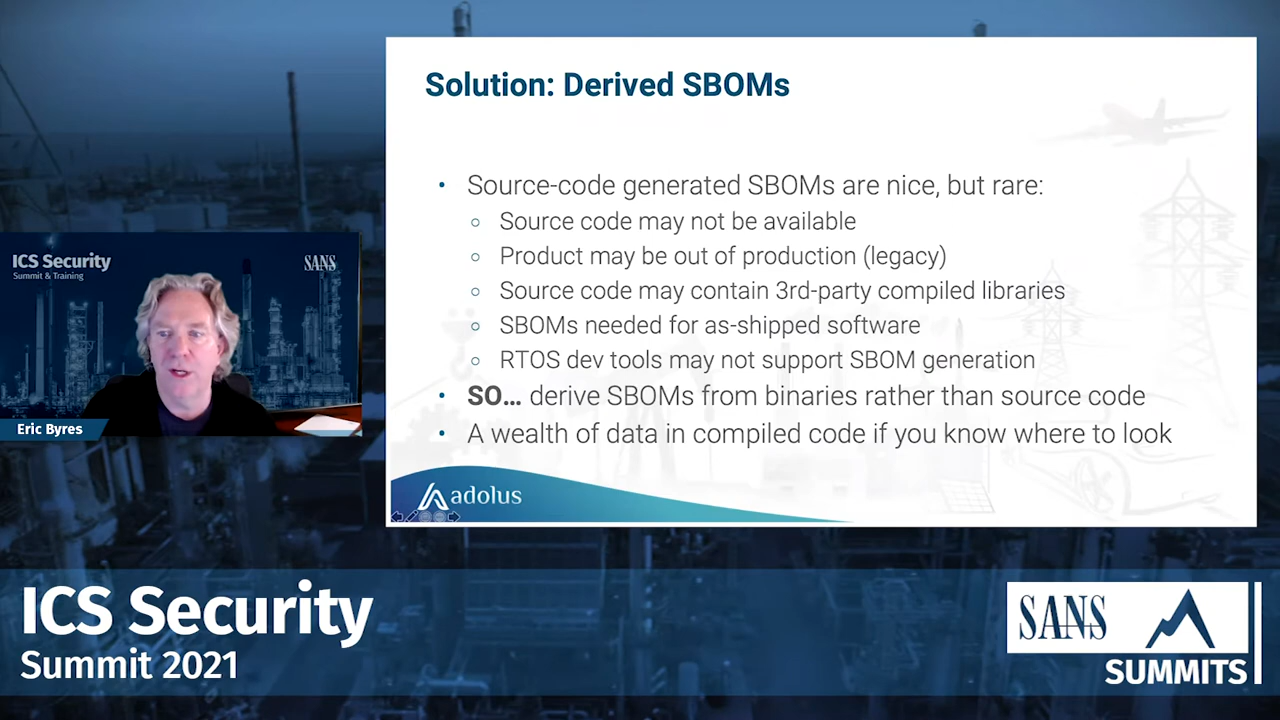 Solution: Derived SBOMs
• Source-code generated SBOMs are nice, but rare:
◦ Source code may not be available
◦ Product may be out of production (legacy)
◦ Source code may contain 3rd-party compiled libraries
◦ SBOMs needed for as-shipped software
◦ RTOS dev tools may not support SBOM generation
• SO... derive SBOMs from binaries rather than source code
• A wealth of data in compiled code if you know where to look
adolus
ICS Security
Summit & Training
SANS
Eric Byres
ICS Security
Summit 2021
SANS
SUMMITS